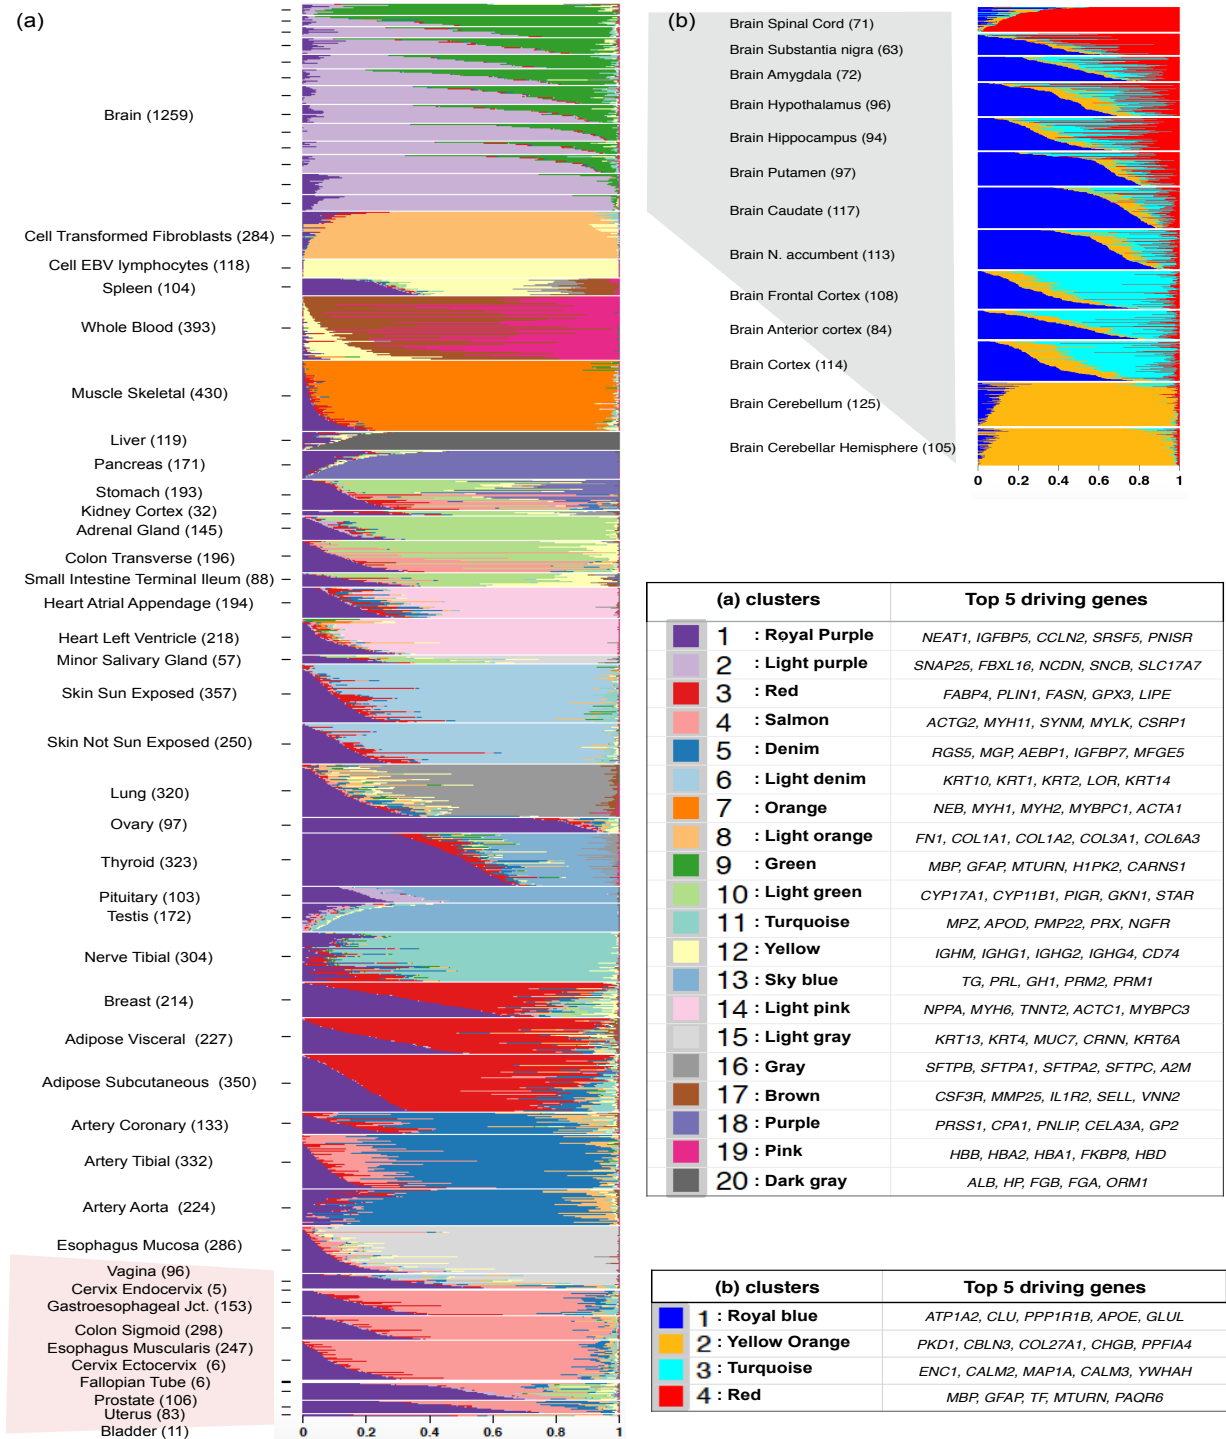 (a)
Brain (1259)
Cell Transformed Fibroblasts (284)
Cell EBV lymphocytes (118)
Spleen (104)
Whole Blood (393)
Muscle Skeletal (430)
Liver (119)
Pancreas (171)
Stomach (193)
Kidney Cortex (32)
Adrenal Gland (145)
Colon Transverse (196)
Small Intestine Terminal Ileum (88)
Heart Atrial Appendage (194)
Heart Left Ventricle (218)
Minor Salivary Gland (57)
Skin Sun Exposed (357)
Skin Not Sun Exposed (250)
Lung (320)
Ovary (97)
Thyroid (323)
Pituitary (103)
Testis (172)
Nerve Tibial (304)
Breast (214)
Adipose Visceral (227)
Adipose Subcutaneous (350)
Artery Coronary (133)
Artery Tibial (332)
Artery Aorta (224)
Esophagus Mucosa (286)
Vagina (96)
Cervix Endocervix (5)
Gastroesophageal Jct. (153)
Colon Sigmoid (298)
Esophagus Muscularis (247)
Cervix Ectocervix (6)
Fallopian Tube (6)
Prostate (106)
Uterus (83)
Bladder (11)
0 0.2 0.4 0.6 0.8 1
(b)
Brain Spinal Cord (71)
Brain Substantia nigra (63)
Brain Amygdala (72)
Brain Hypothalamus (96)
Brain Hippocampus (94)
Brain Putamen (97)
Brain Caudate (117)
Brain N. accumbent (113)
Brain Frontal Cortex (108)
Brain Anterior cortex (84)
Brain Cortex (114)
Brain Cerebellum (125)
Brain Cerebellar Hemisphere (105)
0 0.2 0.4 0.6 0.8 1
(a) clusters Top 5 driving genes
1 : Royal Purple NEAT1, IGFBP5, CCLN2, SRSF5, PNISR
2 : Light purple SNAP25, FBXL16, NCDN, SNCB, SLC17A7
3 : Red FABP4, PLIN1, FASN, GPX3, LIPE
4 : Salmon ACTG2, MYH11, SYNM, MYLK, CSRP1
5 : Denim RGS5, MGP, AEBP1, IGFBP7, MFGE5
6 : Light denim KRT10, KRT1, KRT2, LOR, KRT14
7 : Orange NEB, MYH1, MYH2, MYBPC1, ACTA1
8 : Light orange FN1, COL1A1, COL1A2, COL3A1, COL6A3
9 : Green MBP, GFAP, MTURN, H1PK2, CARNS1
10 : Light green CYP17A1, CYP11B1, PIGR, GKN1, STAR
11 : Turquoise MPZ, APOD, PMP22, PRX, NGFR
12 : Yellow IGHM, IGHG1, IGHG2, IGHG4, CD74
13 : Sky blue TG, PRL, GH1, PRM2, PRM1
14 : Light pink NPPA, MYH6, TNNT2, ACTC1, MYBPC3
15 : Light gray KRT13, KRT4, MUC7, CRNN, KRT6A
16 : Gray SFTPB, SFTPA1, SFTPA2, SFTPC, A2M
17 : Brown CSF3R, MMP25, IL1R2, SELL, VNN2
18 : Purple PRSS1, CPA1, PNLIP, CELA3A, GP2
19 : Pink HBB, HBA2, HBA1, FKBP8, HBD
20 : Dark gray ALB, HP, FGB, FGA, ORM1
(b) clusters Top 5 driving genes
1 : Royal blue ATP1A2, CLU, PPP1R1B, APOE, GLUL
2 : Yellow Orange PKD1, CBLN3, COL27A1, CHGB, PPFIA4
3 : Turquoise ENC1, CALM2, MAP1A, CALM3, YWHAH
4 : Red MBP, GFAP, TF, MTURN, PAQR6